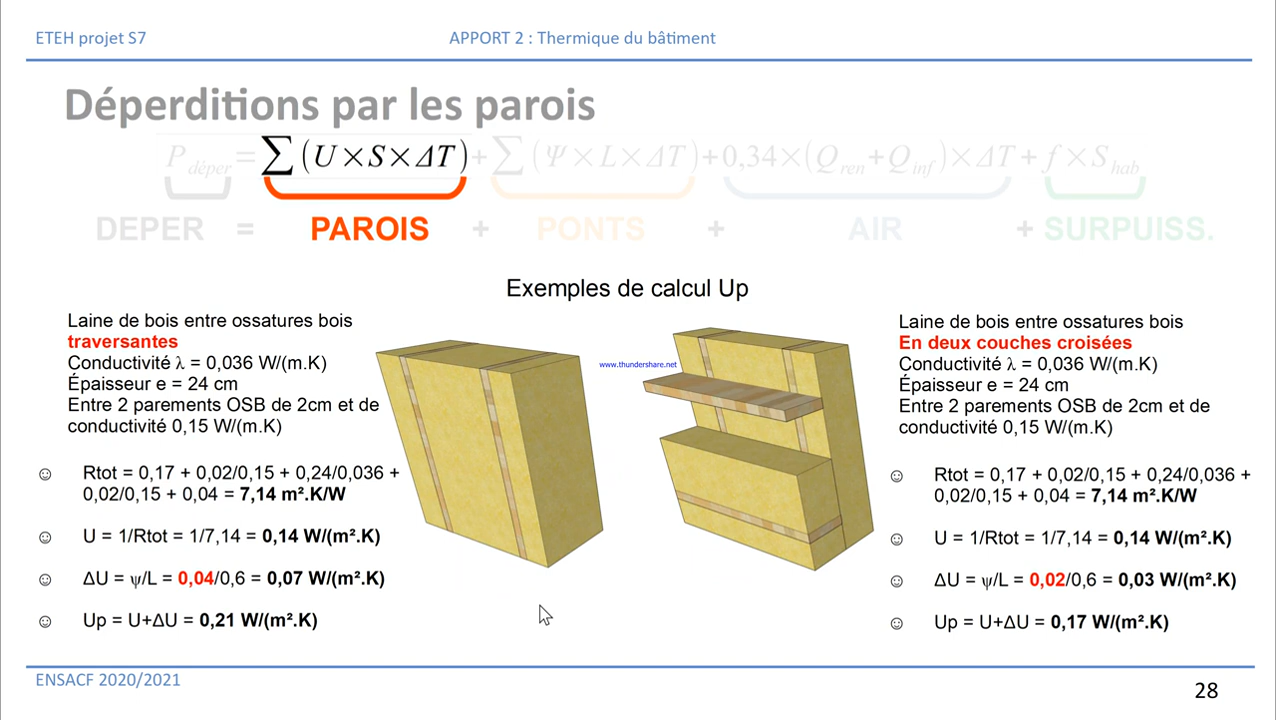 ETEH projet S7
APPORT 2 : Thermique du bâtiment
Déperditions par les parois
P déper = ∑ (U×S×ΔT) + ∑ (Ψ×L×ΔT) + 0,34×(Q ren + Q inf)×ΔT + f×S hab
DEPER = PAROIS + PONTS + AIR + SURPUISS.
Exemples de calcul Up
Laine de bois entre ossatures bois
traversantes
Conductivité λ = 0,036 W/(m.K)
Épaisseur e = 24 cm
Entre 2 parements OSB de 2cm et de
conductivité 0,15 W/(m.K)
☺ Rtot = 0,17 + 0,02/0,15 + 0,24/0,036 +
0,02/0,15 + 0,04 = 7,14 m².K/W
☺ U = 1/Rtot = 1/7,14 = 0,14 W/(m².K)
☺ ΔU = ψ/L = 0,04/0,6 = 0,07 W/(m².K)
☺ Up = U+ΔU = 0,21 W/(m².K)
www.thundershare.net
Laine de bois entre ossatures bois
En deux couches croisées
Conductivité λ = 0,036 W/(m.K)
Épaisseur e = 24 cm
Entre 2 parements OSB de 2cm et de
conductivité 0,15 W/(m.K)
☺ Rtot = 0,17 + 0,02/0,15 + 0,24/0,036 +
0,02/0,15 + 0,04 = 7,14 m².K/W
☺ U = 1/Rtot = 1/7,14 = 0,14 W/(m².K)
☺ ΔU = ψ/L = 0,02/0,6 = 0,03 W/(m².K)
☺ Up = U+ΔU = 0,17 W/(m².K)
ENSACF 2020/2021
28